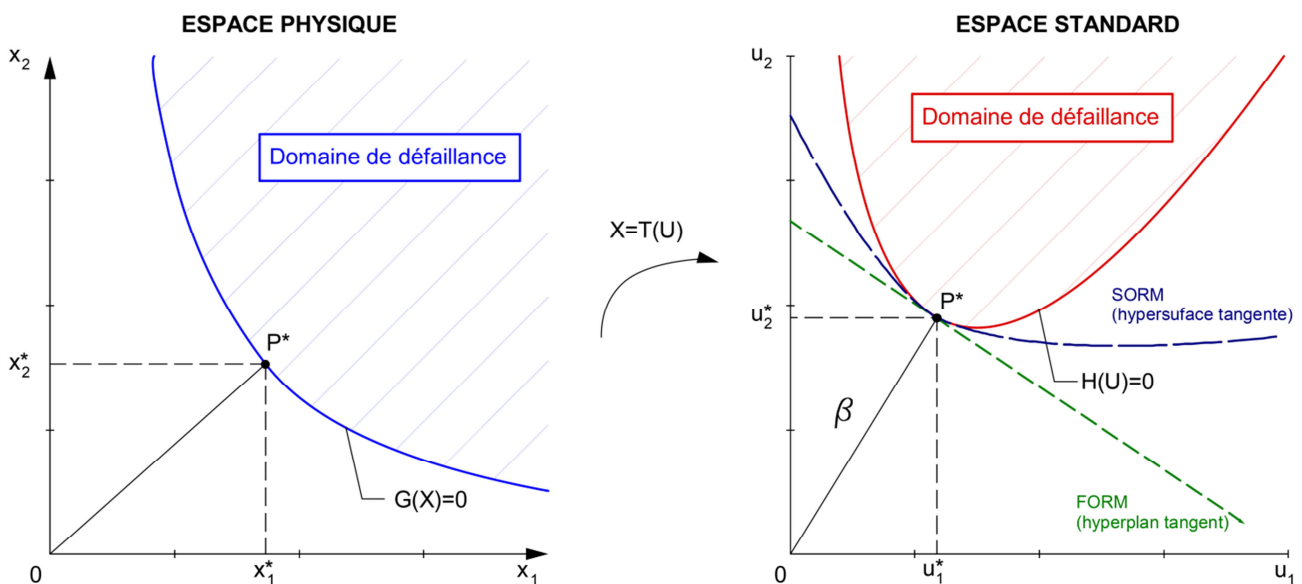 ESPACE PHYSIQUE
x₂
Domaine de défaillance
P*
x₂*
G(X)=0
0
x₁*
x₁
X=T(U)
ESPACE STANDARD
u₂
Domaine de défaillance
SORM
(hypersuface tangente)
P*
u₂*
H(U)=0
β
FORM
(hyperplan tangent)
0
u₁*
u₁